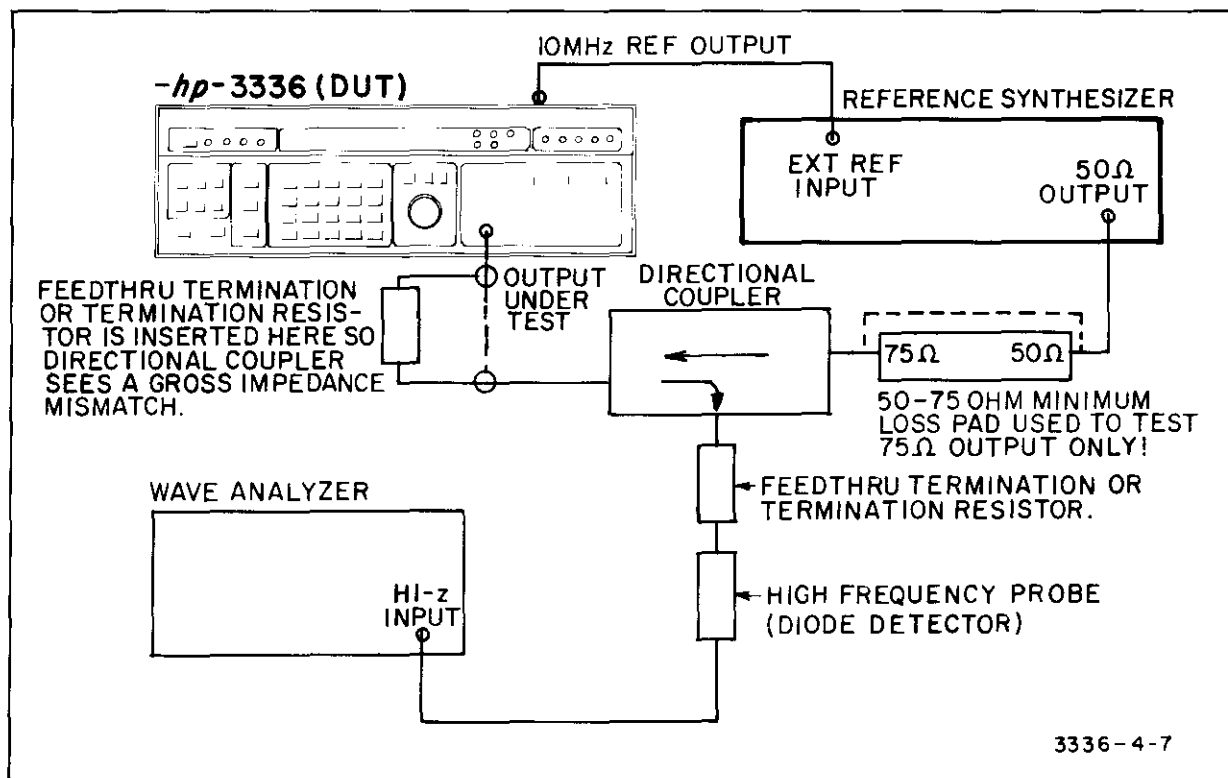 10MHz REF OUTPUT
-hp-3336 (DUT)
REFERENCE SYNTHESIZER
EXT REF
INPUT
50Ω
OUTPUT
OUTPUT
UNDER
TEST
DIRECTIONAL
COUPLER
FEEDTHRU TERMINATION
OR TERMINATION RESIS-
TOR IS INSERTED HERE SO
DIRECTIONAL COUPLER
SEES A GROSS IMPEDANCE
MISMATCH.
75Ω 50Ω
50-75 OHM MINIMUM
LOSS PAD USED TO TEST
75Ω OUTPUT ONLY!
FEEDTHRU TERMINATION OR
TERMINATION RESISTOR.
WAVE ANALYZER
HI-z
INPUT
HIGH FREQUENCY PROBE
(DIODE DETECTOR)
3336-4-7